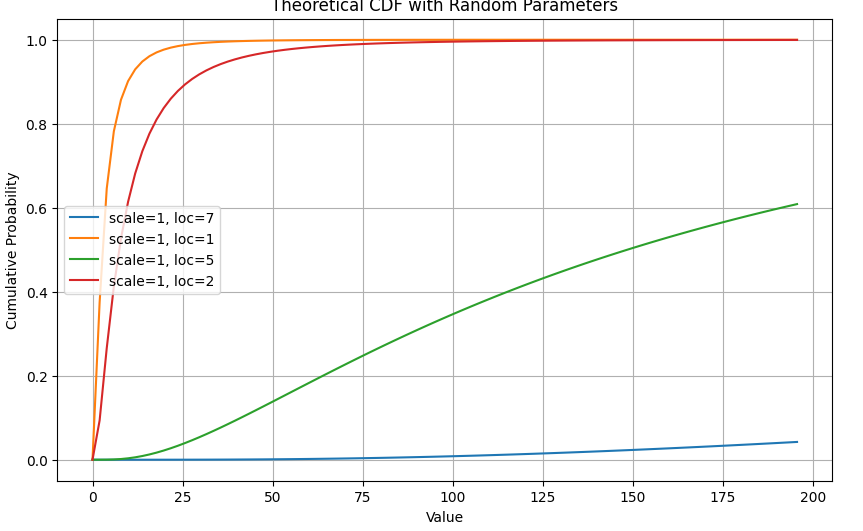 Theoretical CDF with Random Parameters
1.0
0.8
0.6
0.4
0.2
0.0
Cumulative Probability
scale=1, loc=7
scale=1, loc=1
scale=1, loc=5
scale=1, loc=2
0 25 50 75 100 125 150 175 200
Value